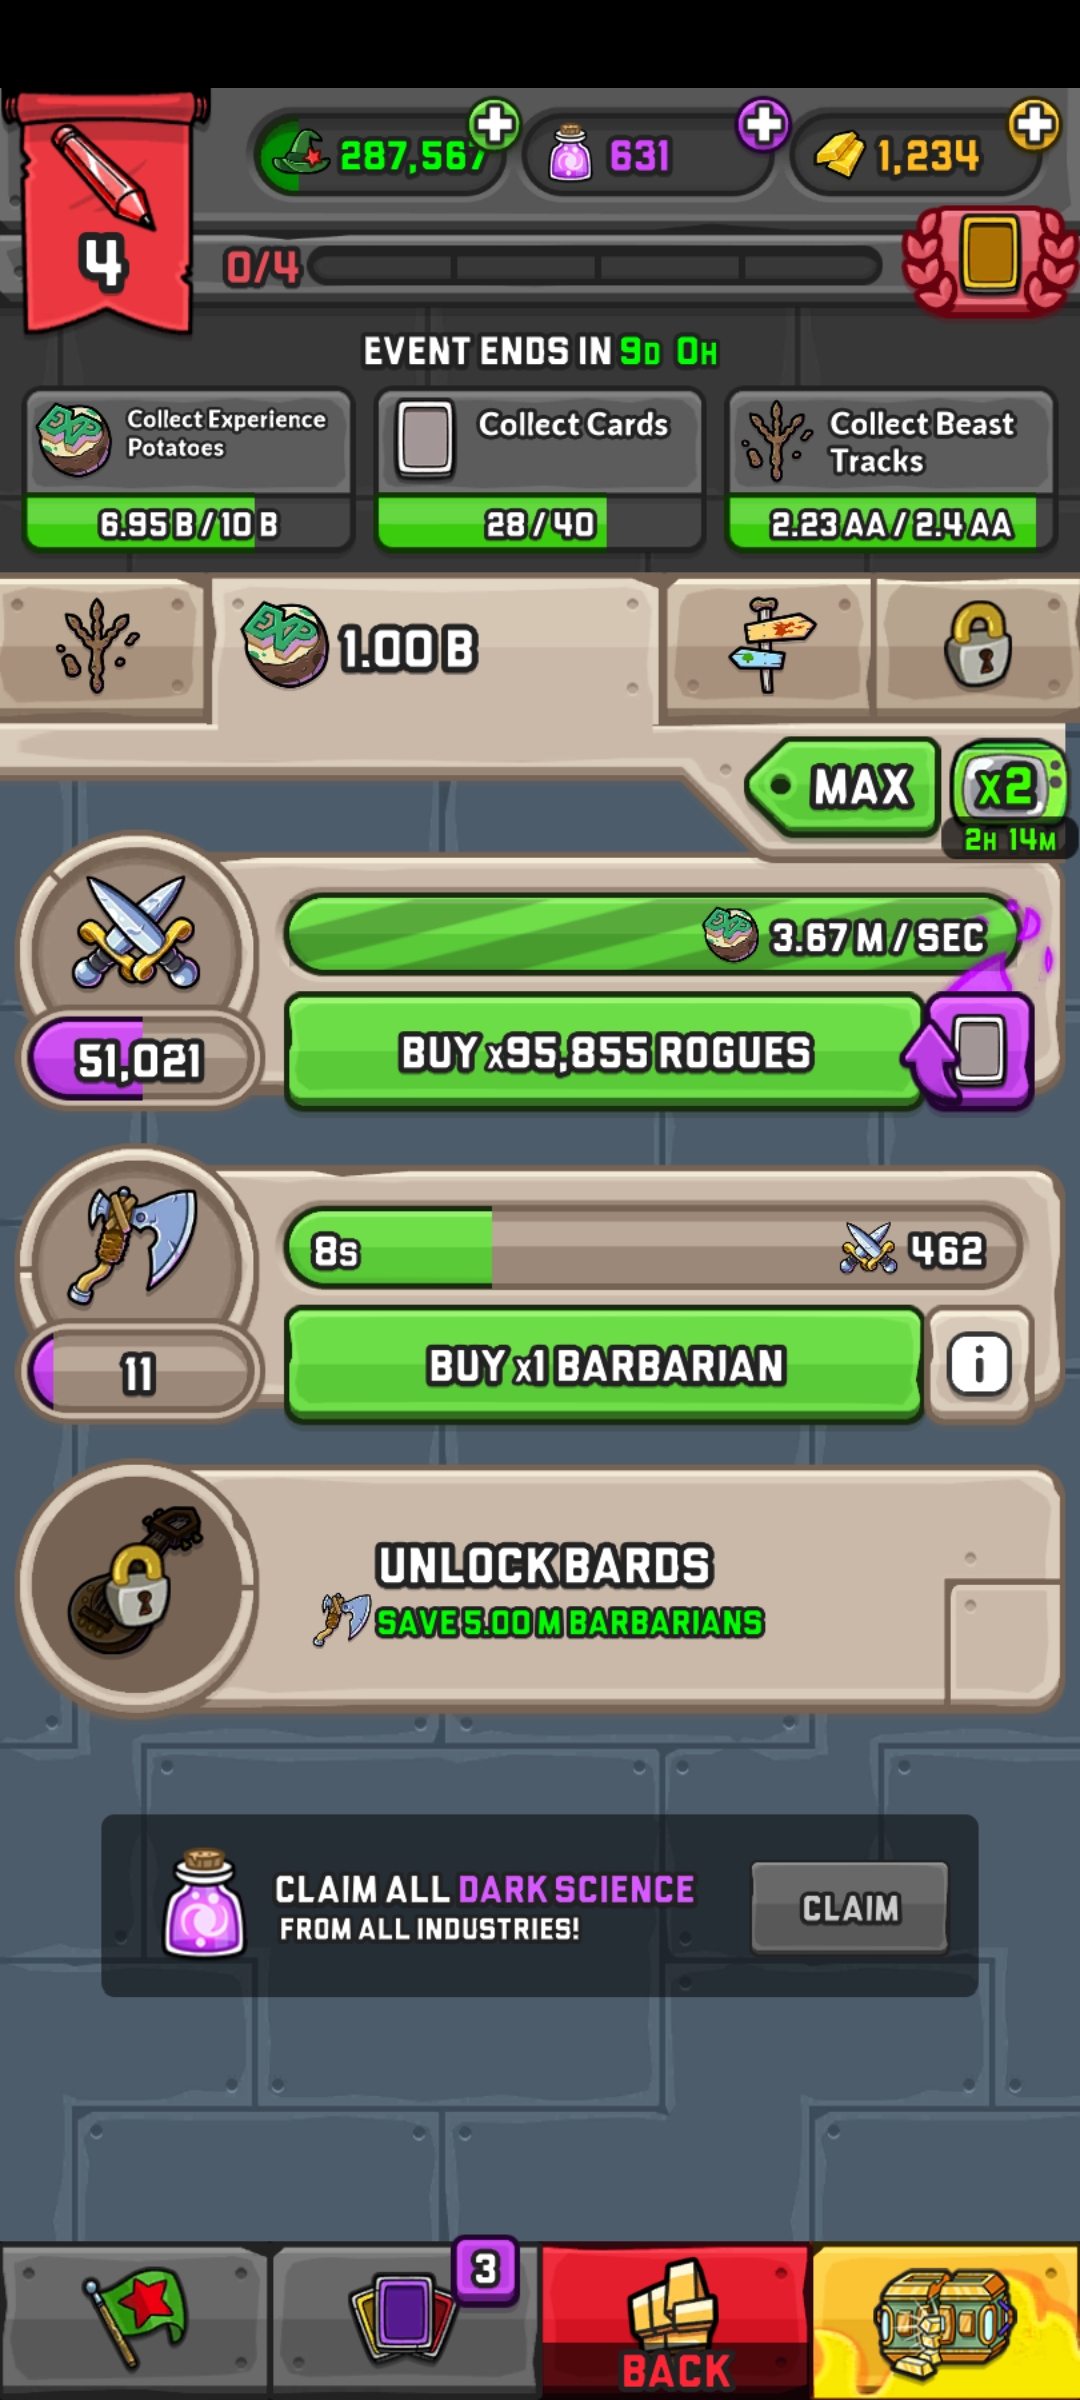 287,567
631
1,234
4
0/4
EVENT ENDS IN 9D 0H
Collect Experience
Potatoes
6.95 B / 10 B
Collect Cards
28 / 40
Collect Beast
Tracks
2.23 AA / 2.4 AA
EXP
1.00 B
MAX
x2
2H 14M
3.67 M / SEC
51,021
BUY x95,855 ROGUES
8S
462
11
BUY x1 BARBARIAN
i
UNLOCK BARDS
SAVE 5.00 M BARBARIANS
CLAIM ALL DARK SCIENCE
FROM ALL INDUSTRIES!
CLAIM
3
BACK